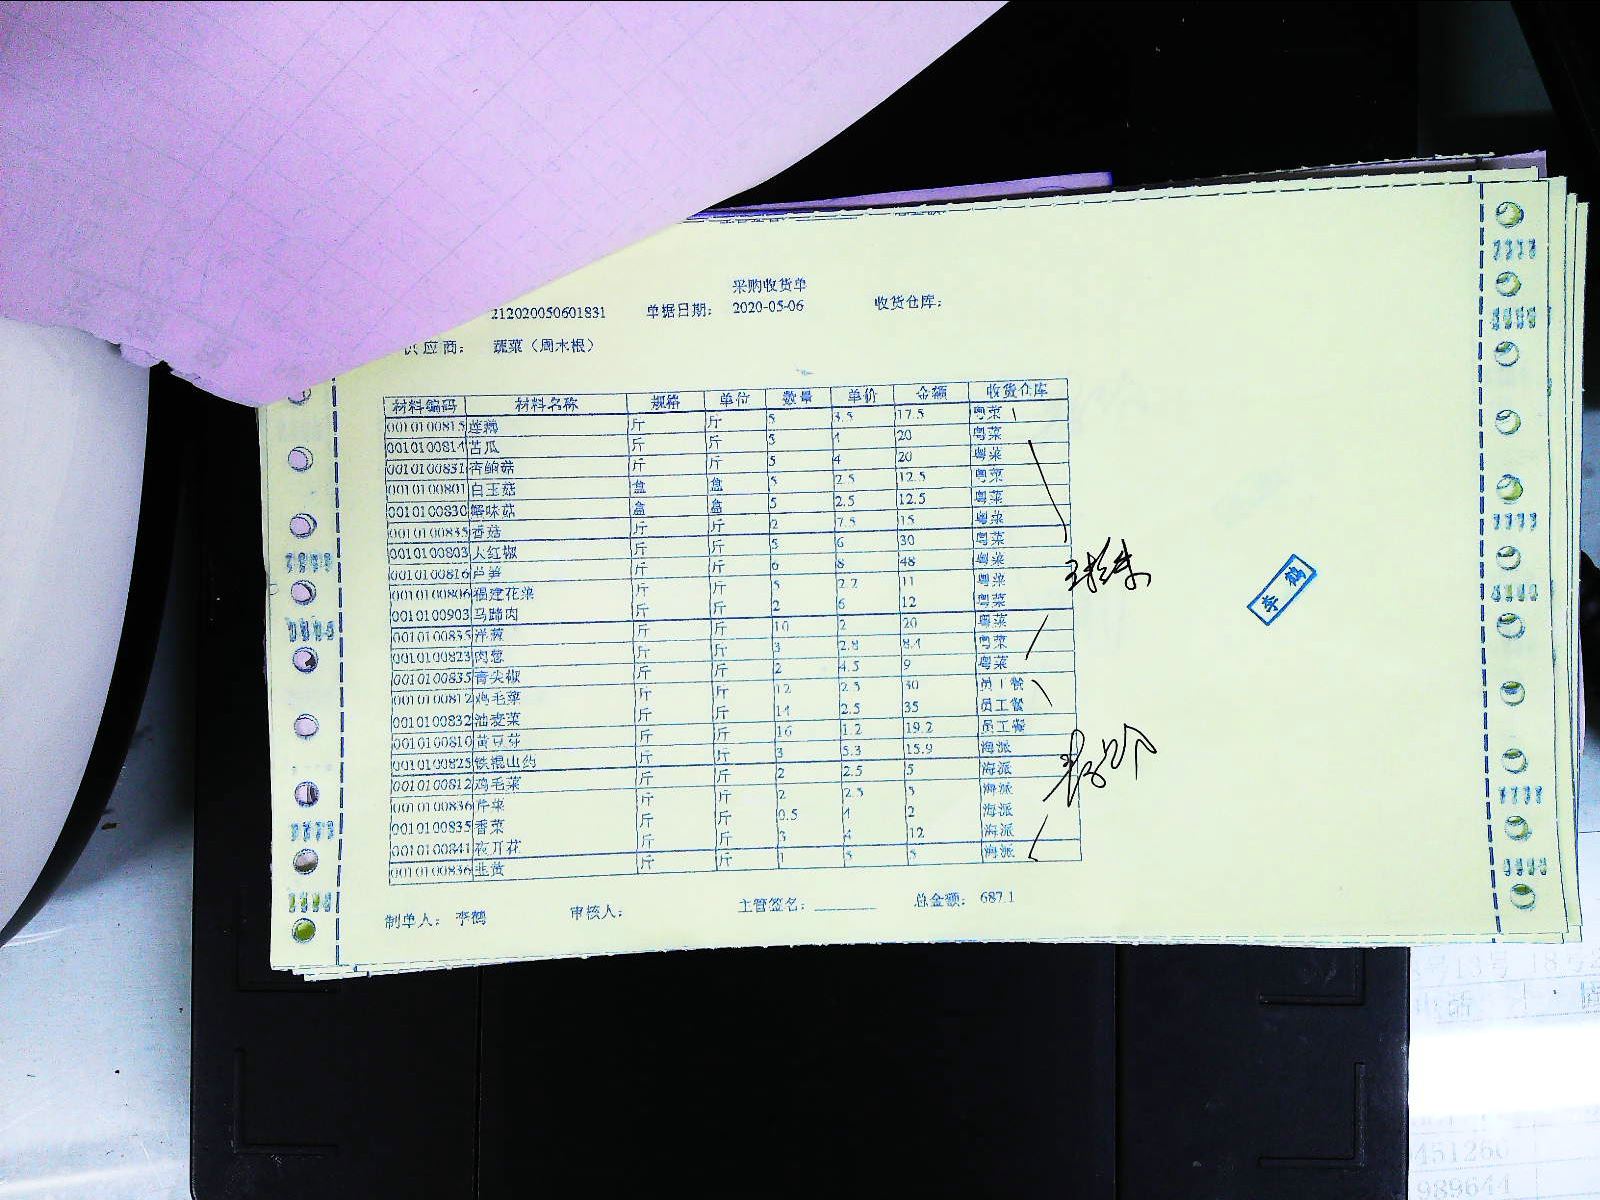 采购收货单
212020050601831 单据日期: 2020-05-06 收货仓库:
供应商: 蔬菜（周木根）
材料编码 材料名称 规格 单位 数量 单价 金额 收货仓库
0010100815 莲藕 斤 斤 5 3.5 17.5 粤菜
0010100814 苦瓜 斤 斤 5 4 20 粤菜
0010100831 杏鲍菇 斤 斤 5 4 20 粤菜
0010100801 白玉菇 盒 盒 5 2.5 12.5 粤菜
0010100830 蟹味菇 盒 盒 5 2.5 12.5 粤菜
0010100835 香菇 斤 斤 2 7.5 15 粤菜
0010100803 大红椒 斤 斤 5 6 30 粤菜
0010100816 芦笋 斤 斤 6 8 48 粤菜
0010100806 福建花菜 斤 斤 5 2.2 11 粤菜
0010100903 马蹄肉 斤 斤 2 6 12 粤菜
0010100835 洋葱 斤 斤 10 2 20 粤菜
0010100823 肉葱 斤 斤 3 2.8 8.4 粤菜
0010100835 青尖椒 斤 斤 2 4.5 9 粤菜
0010100812 鸡毛菜 斤 斤 12 2.5 30 员工餐
0010100832 油麦菜 斤 斤 14 2.5 35 员工餐
0010100810 黄豆芽 斤 斤 16 1.2 19.2 员工餐
0010100825 铁棍山药 斤 斤 3 5.3 15.9 海派
0010100812 鸡毛菜 斤 斤 2 2.5 5 海派
0010100836 芹菜 斤 斤 2 2.5 5 海派
0010100835 香菜 斤 斤 0.5 4 2 海派
0010100841 夜开花 斤 斤 3 4 12 海派
0010100836 韭黄 斤 斤 1 5 5 海派
制单人: 李鹤 审核人: 主管签名: 总金额: 687.1
李鹤
451256
989644